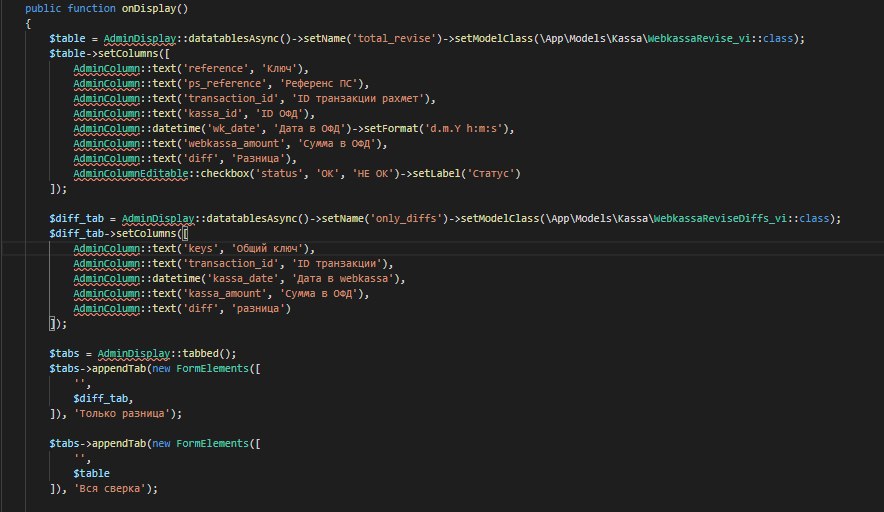 public function onDisplay()
{
    $table = AdminDisplay::datatablesAsync()->setName('total_revise')->setModelClass(\App\Models\Kassa\WebkassaRevise_vi::class);
    $table->setColumns([
        AdminColumn::text('reference', 'Ключ'),
        AdminColumn::text('ps_reference', 'Референс ПС'),
        AdminColumn::text('transaction_id', 'ID транзакции рахмет'),
        AdminColumn::text('kassa_id', 'ID ОФД'),
        AdminColumn::datetime('wk_date', 'Дата в ОФД')->setFormat('d.m.Y h:m:s'),
        AdminColumn::text('webkassa_amount', 'Сумма в ОФД'),
        AdminColumn::text('diff', 'Разница'),
        AdminColumnEditable::checkbox('status', 'ОК', 'НЕ ОК')->setLabel('Статус')
    ]);

    $diff_tab = AdminDisplay::datatablesAsync()->setName('only_diffs')->setModelClass(\App\Models\Kassa\WebkassaReviseDiffs_vi::class);
    $diff_tab->setColumns([
        AdminColumn::text('keys', 'Общий ключ'),
        AdminColumn::text('transaction_id', 'ID транзакции'),
        AdminColumn::datetime('kassa_date', 'Дата в webkassa'),
        AdminColumn::text('kassa_amount', 'Сумма в ОФД'),
        AdminColumn::text('diff', 'разница')
    ]);

    $tabs = AdminDisplay::tabbed();
    $tabs->appendTab(new FormElements([
        '',
        $diff_tab,
    ]), 'Только разница');

    $tabs->appendTab(new FormElements([
        '',
        $table
    ]), 'Вся сверка');